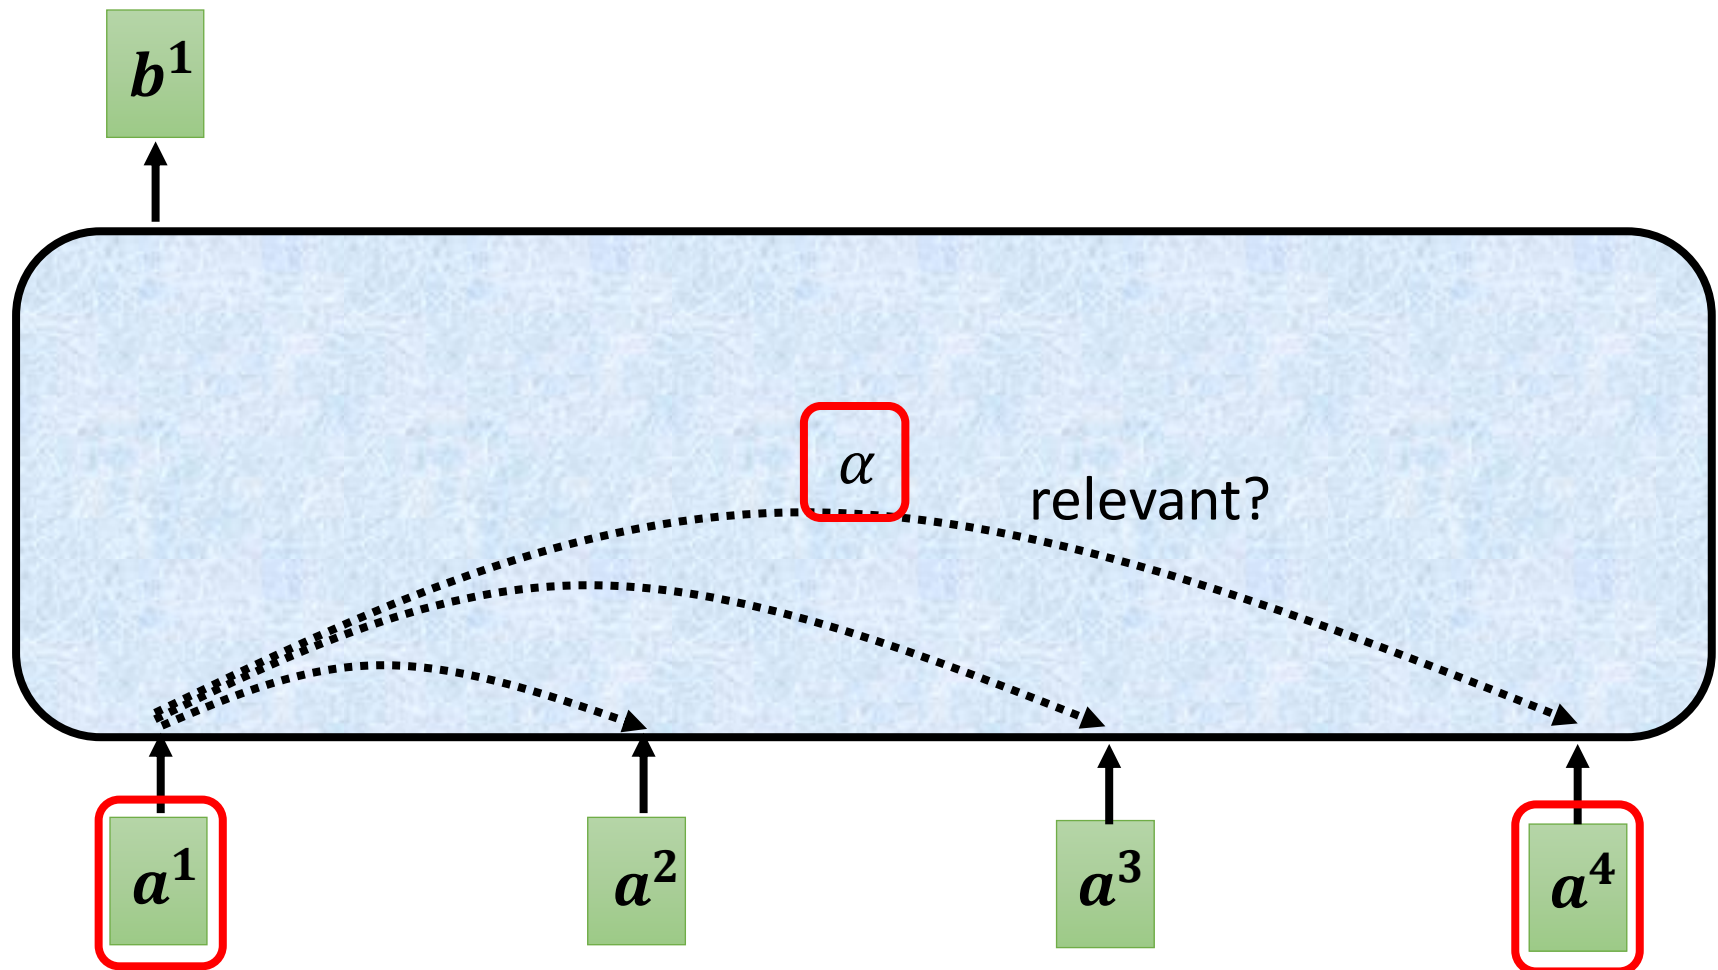 b¹
α
relevant?
a¹ a² a³ a⁴